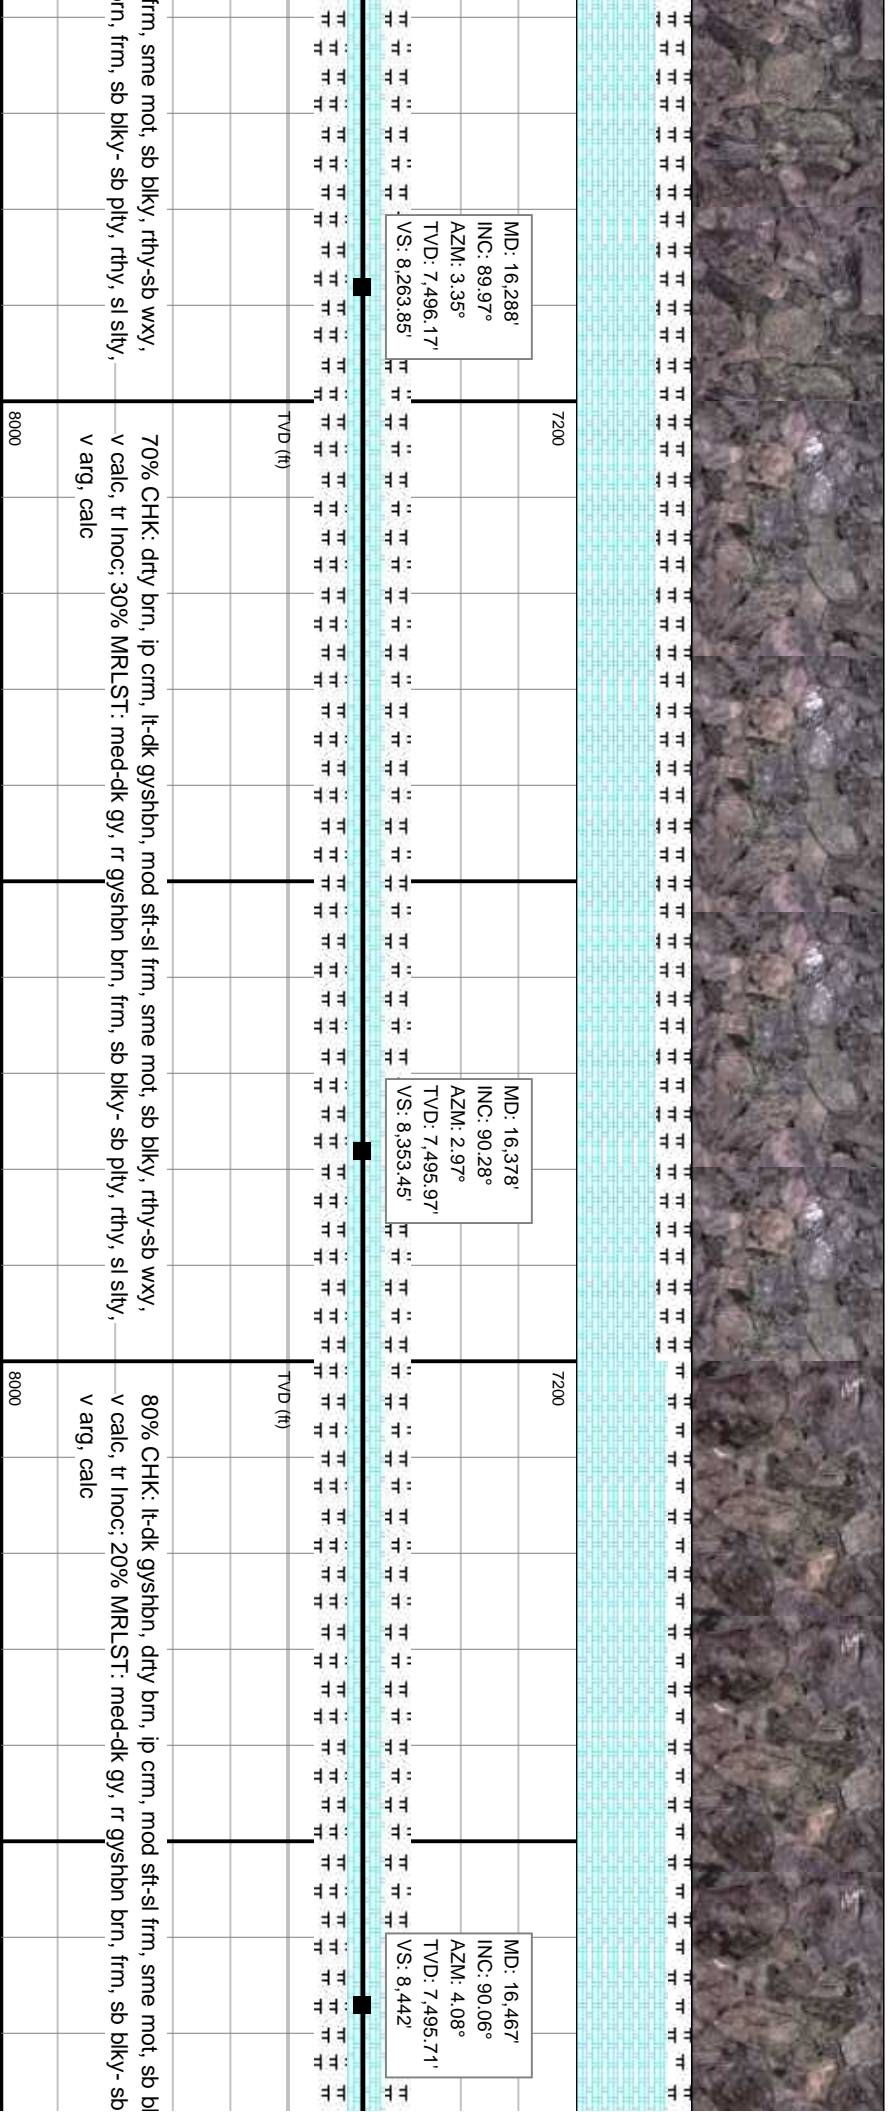 frm, sme mot, sb blky, rthy-sb wxy,
rn, frm, sb blky- sb plty, rthy, sl slty,
MD: 16,288'
INC: 89.97°
AZM: 3.35°
TVD: 7,496.17'
VS: 8,263.85'
7200
TVD (ft)
8000
70% CHK: drty brn, ip crm, lt-dk gyshbn, mod sft-sl frm, sme mot, sb blky, rthy-sb wxy,
v calc, tr Inoc; 30% MRLST: med-dk gy, rr gyshbn brn, frm, sb blky- sb plty, rthy, sl slty,
v arg, calc
MD: 16,378'
INC: 90.28°
AZM: 2.97°
TVD: 7,495.97'
VS: 8,353.45'
7200
TVD (ft)
8000
80% CHK: lt-dk gyshbn, drty brn, ip crm, mod sft-sl frm, sme mot, sb bl
v calc, tr Inoc; 20% MRLST: med-dk gy, rr gyshbn brn, frm, sb blky- sb
v arg, calc
MD: 16,467'
INC: 90.06°
AZM: 4.08°
TVD: 7,495.71'
VS: 8,442'